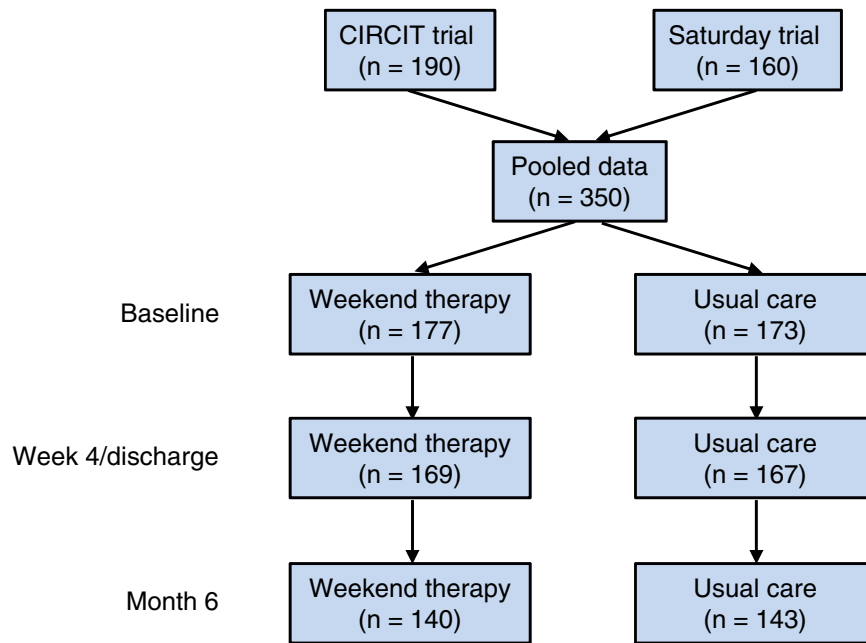 CIRCIT trial
(n = 190)
Saturday trial
(n = 160)
Pooled data
(n = 350)
Baseline
Weekend therapy
(n = 177)
Usual care
(n = 173)
Week 4/discharge
Weekend therapy
(n = 169)
Usual care
(n = 167)
Month 6
Weekend therapy
(n = 140)
Usual care
(n = 143)